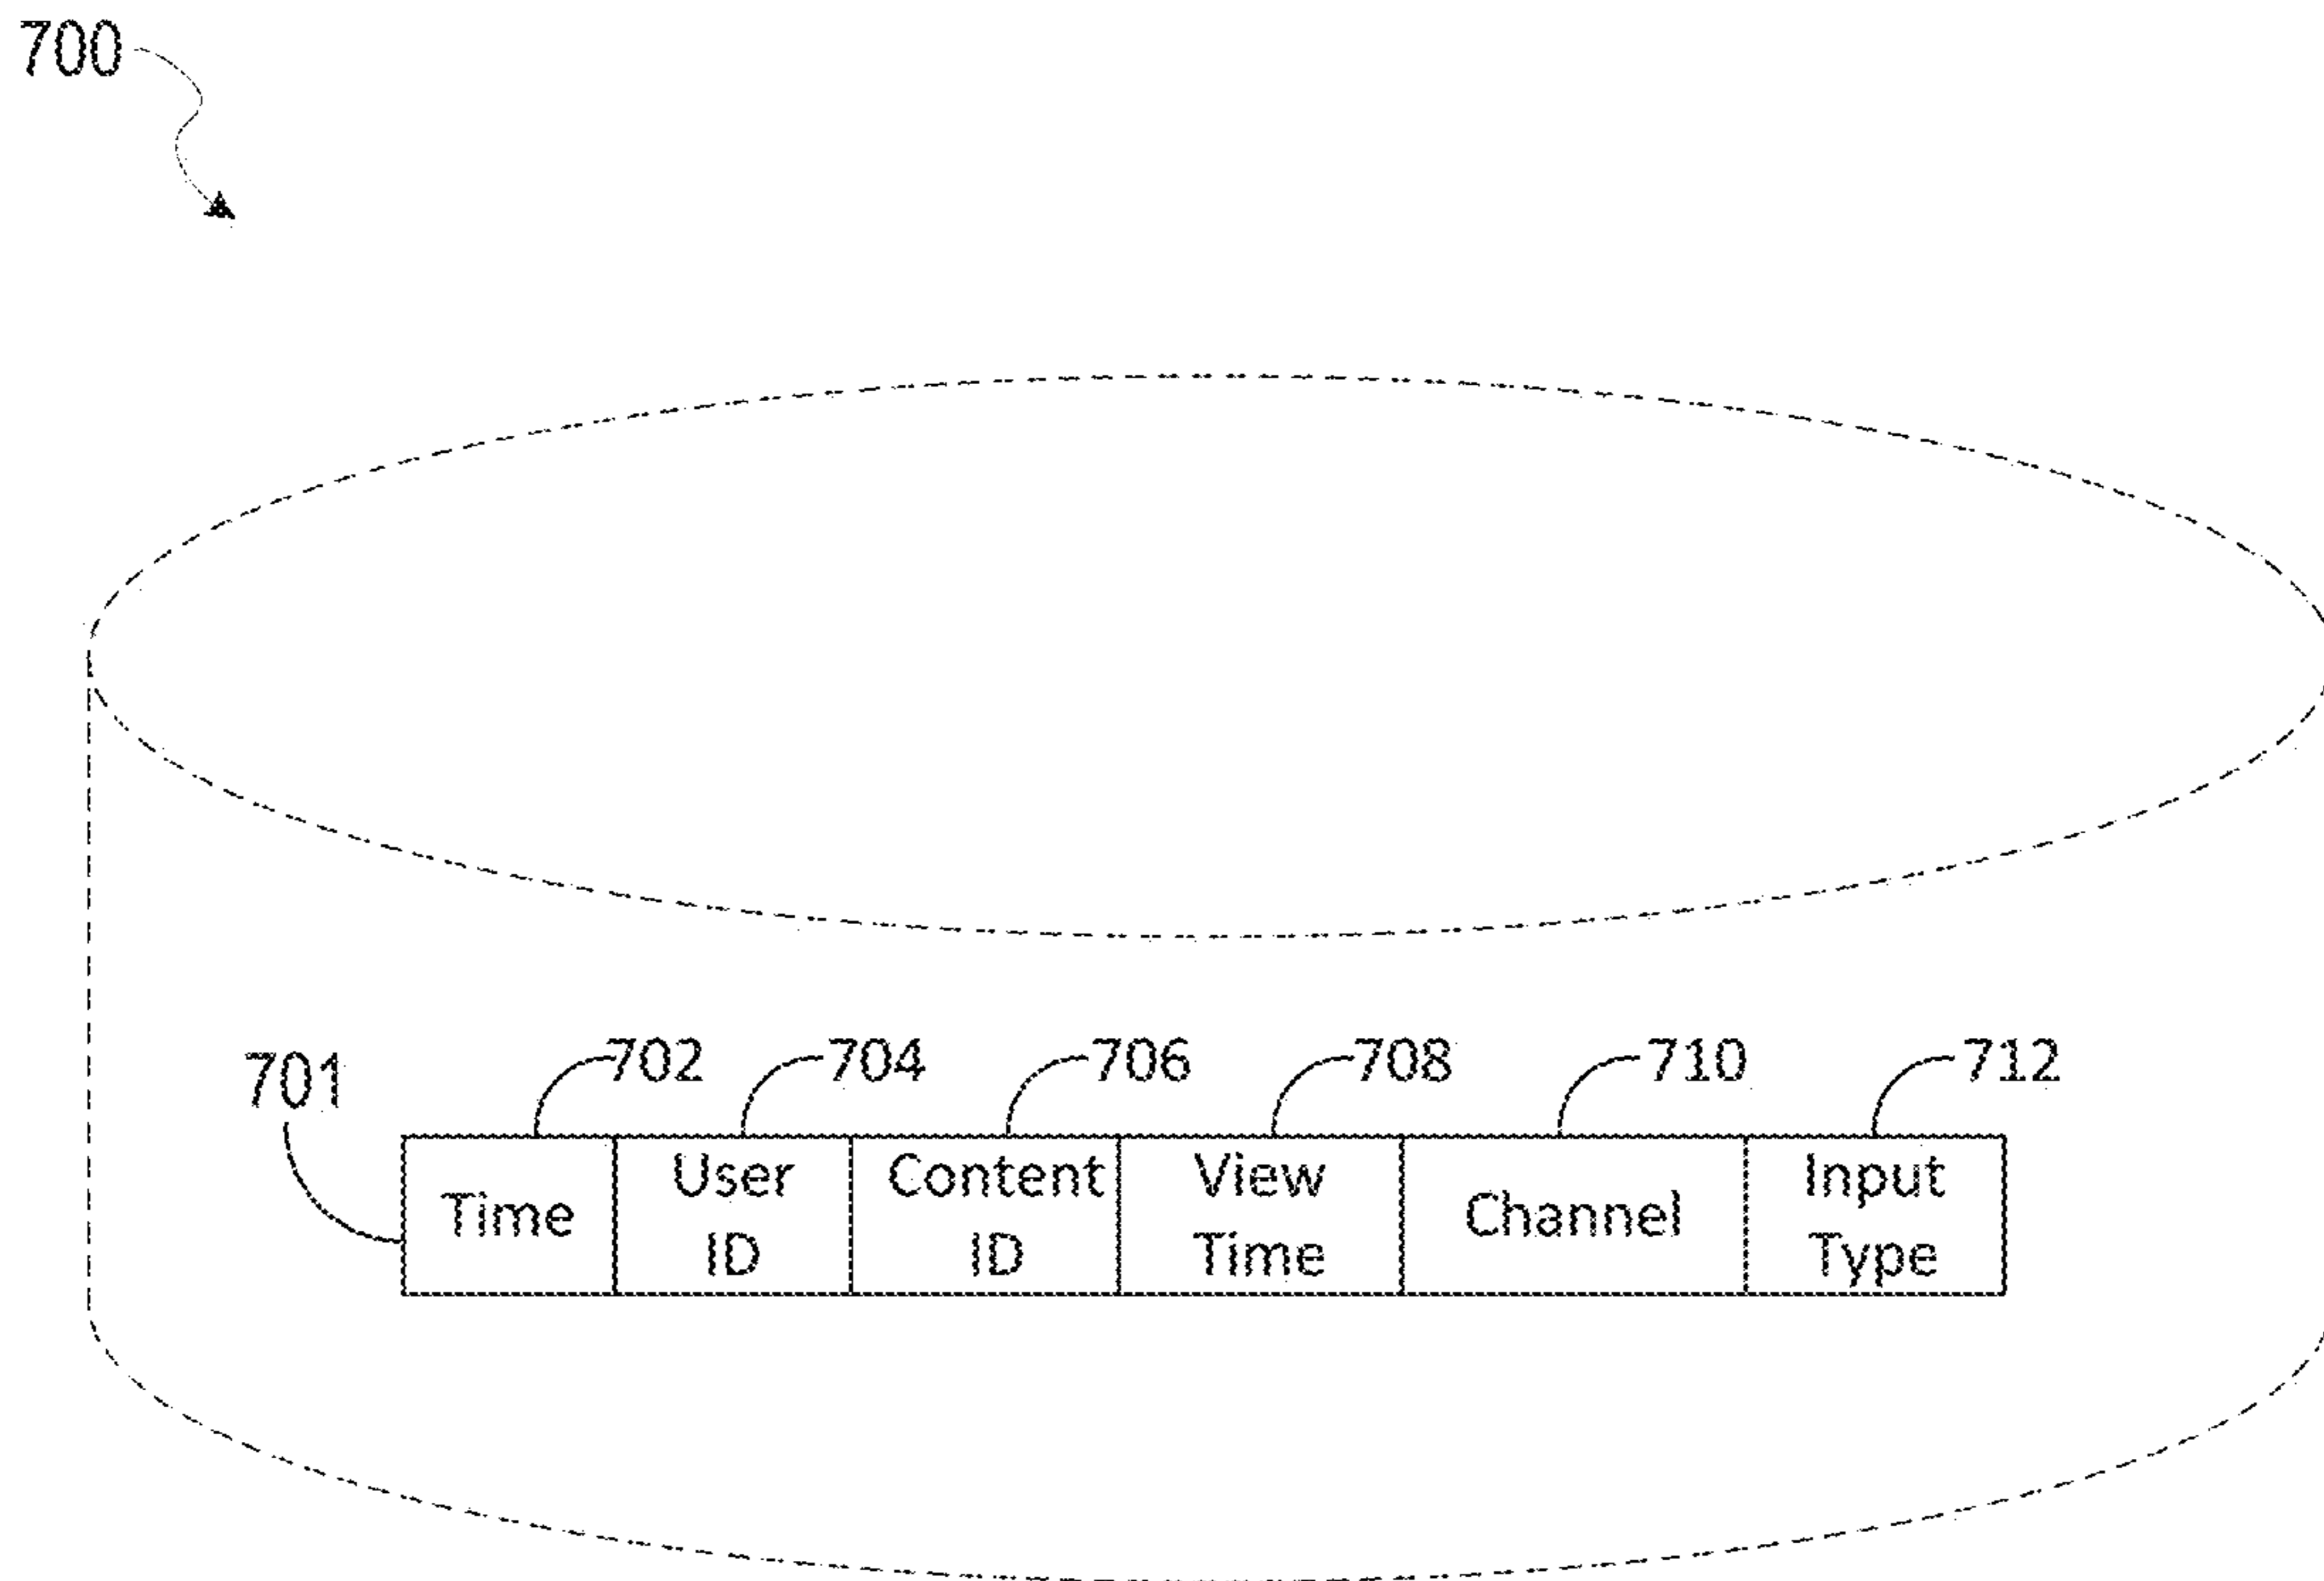 700
701
702 704 706 708 710 712
Time
User
ID
Content
ID
View
Time
Channel
Input
Type